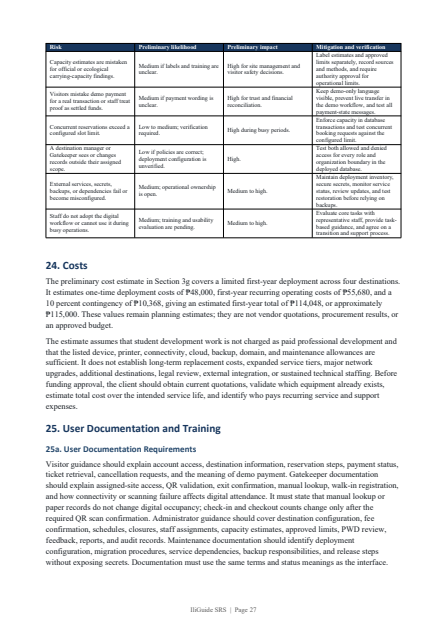 Risk Preliminary likelihood Preliminary impact Mitigation and verification
Capacity estimates are mistaken for official or ecological carrying-capacity findings. Medium if labels and training are unclear. High for site management and visitor safety decisions. Label estimates and approved limits separately, record sources and methods, and require authority approval for operational limits.
Visitors mistake demo payment for a real transaction or staff treat proof as settled funds. Medium if payment wording is unclear. High for trust and financial reconciliation. Keep demo-only language visible, prevent live transfer in the demo workflow, and test all payment-state messages.
Concurrent reservations exceed a configured slot limit. Low to medium; verification required. High during busy periods. Enforce capacity in database transactions and test concurrent booking requests against the configured limit.
A destination manager or Gatekeeper sees or changes records outside their assigned scope. Low if policies are correct; deployment configuration is unverified. High. Test both allowed and denied access for every role and organization boundary in the deployed database.
External services, secrets, backups, or dependencies fail or become misconfigured. Medium; operational ownership is open. Medium to high. Maintain deployment inventory, secure secrets, monitor service status, review updates, and test restoration before relying on backups.
Staff do not adopt the digital workflow or cannot use it during busy operations. Medium; training and usability evaluation are pending. Medium to high. Evaluate core tasks with representative staff, provide task-based guidance, and agree on a transition and support process.
24. Costs
The preliminary cost estimate in Section 3g covers a limited first-year deployment across four destinations.
It estimates one-time deployment costs of ₱48,000, first-year recurring operating costs of ₱55,680, and a
10 percent contingency of ₱10,368, giving an estimated first-year total of ₱114,048, or approximately
₱115,000. These values remain planning estimates; they are not vendor quotations, procurement results, or
an approved budget.
The estimate assumes that student development work is not charged as paid professional development and
that the listed device, printer, connectivity, cloud, backup, domain, and maintenance allowances are
sufficient. It does not establish long-term replacement costs, expanded service tiers, major network
upgrades, additional destinations, legal review, external integration, or sustained technical staffing. Before
funding approval, the client should obtain current quotations, validate which equipment already exists,
estimate total cost over the intended service life, and identify who pays recurring service and support
expenses.
25. User Documentation and Training
25a. User Documentation Requirements
Visitor guidance should explain account access, destination information, reservation steps, payment status,
ticket retrieval, cancellation requests, and the meaning of demo payment. Gatekeeper documentation
should explain assigned-site access, QR validation, exit confirmation, manual lookup, walk-in registration,
and how connectivity or scanning failure affects digital attendance. It must state that manual lookup or
paper records do not change digital occupancy; check-in and checkout counts change only after the
required QR scan confirmation. Administrator guidance should cover destination configuration, fee
confirmation, schedules, closures, staff assignments, capacity estimates, approved limits, PWD review,
feedback, reports, and audit records. Maintenance documentation should identify deployment
configuration, migration procedures, service dependencies, backup responsibilities, and release steps
without exposing secrets. Documentation must use the same terms and status meanings as the interface.
IliGuide SRS | Page 27